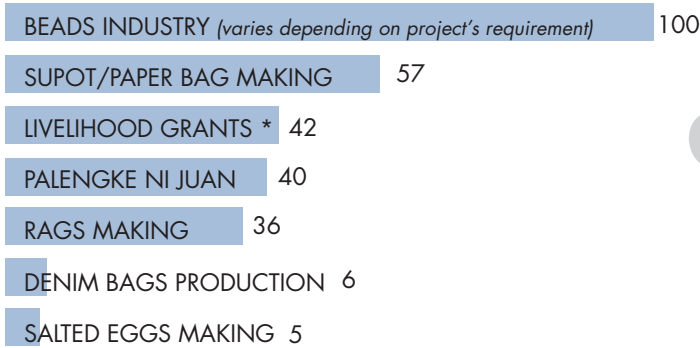 BEADS INDUSTRY (varies depending on project's requirement) 100
SUPOT/PAPER BAG MAKING 57
LIVELIHOOD GRANTS * 42
PALENGKE NI JUAN 40
RAGS MAKING 36
DENIM BAGS PRODUCTION 6
SALTED EGGS MAKING 5